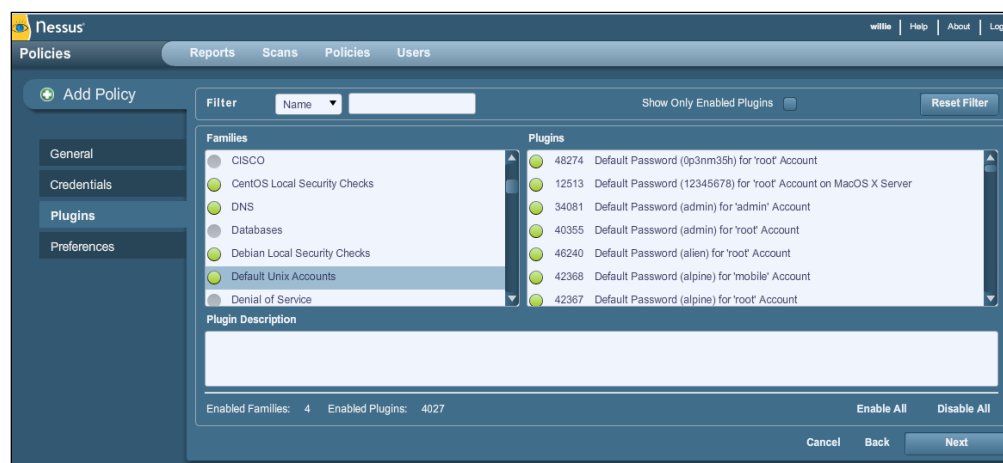 nessus
willie | Help | About |
Policies
Reports Scans Policies Users
Add Policy
General
Credentials
Plugins
Preferences
Filter Name Show Only Enabled Plugins Reset Filter
Families
CISCO
CentOS Local Security Checks
DNS
Databases
Debian Local Security Checks
Default Unix Accounts
Denial of Service
Plugins
48274 Default Password (0p3nm35h) for 'root' Account
12513 Default Password (12345678) for 'root' Account on MacOS X Server
34081 Default Password (admin) for 'admin' Account
40355 Default Password (admin) for 'root' Account
46240 Default Password (alien) for 'root' Account
42368 Default Password (alpine) for 'mobile' Account
42367 Default Password (alpine) for 'root' Account
Plugin Description
Enabled Families: 4 Enabled Plugins: 4027
Enable All Disable All
Cancel Back Next